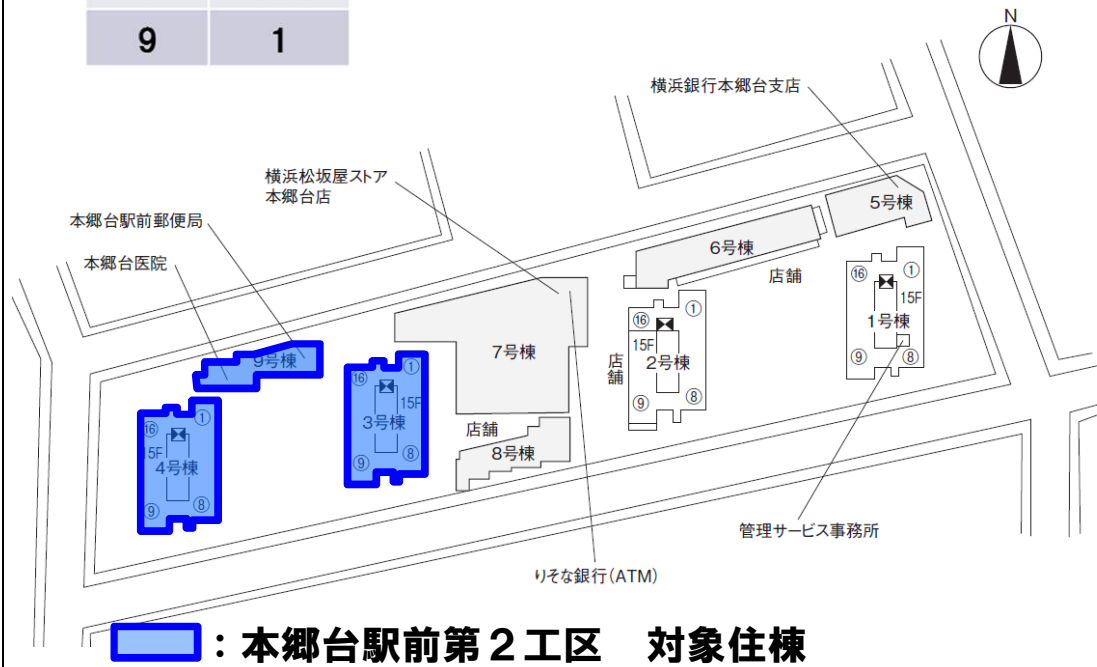 9 1
N
横浜銀行本郷台支店
横浜松坂屋ストア
本郷台店
本郷台駅前郵便局
本郷台医院
5号棟
6号棟
店舗
⑯ ①
15F
1号棟
⑨ ⑧
7号棟
⑯ ①
15F
2号棟
店舗
⑨ ⑧
9号棟
⑯ ①
15F
3号棟
⑨ ⑧
店舗
8号棟
⑯ ①
15F
4号棟
⑨ ⑧
管理サービス事務所
りそな銀行(ATM)
：本郷台駅前第２工区　対象住棟